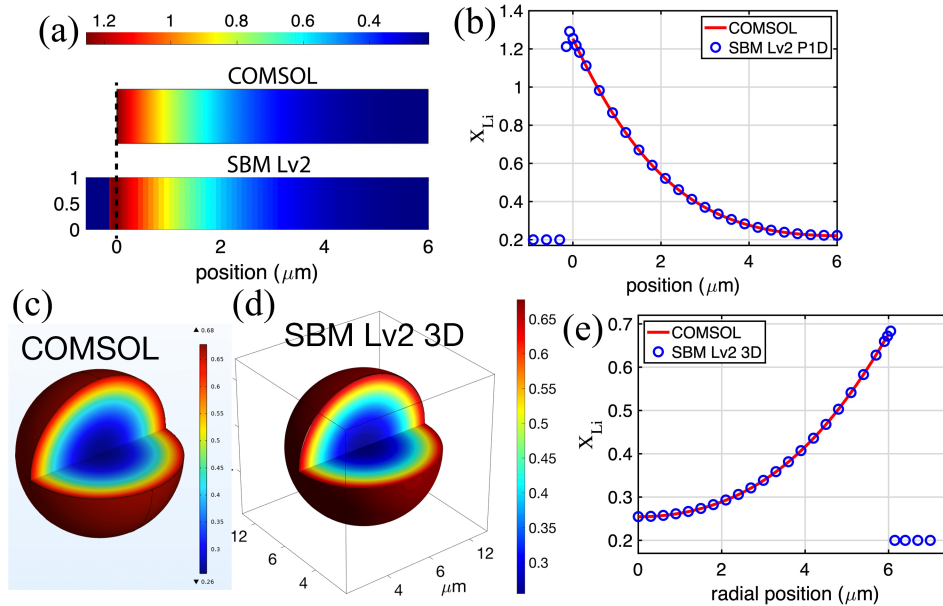 (a)
1.2 1 0.8 0.6 0.4
COMSOL
SBM Lv2
1
0.5
0
0 2 4 6
position (μm)
(b)
1.4
1.2
1
0.8
0.6
0.4
0.2
X_Li
COMSOL
SBM Lv2 P1D
0 2 4 6
position (μm)
(c)
COMSOL
▲ 0.68
0.65
0.6
0.55
0.5
0.45
0.4
0.35
0.3
▼ 0.26
(d)
SBM Lv2 3D
12
6
4
4
6
12
μm
0.65
0.6
0.55
0.5
0.45
0.4
0.35
0.3
(e)
0.7
0.6
0.5
0.4
0.3
0.2
X_Li
COMSOL
SBM Lv2 3D
0 2 4 6
radial position (μm)